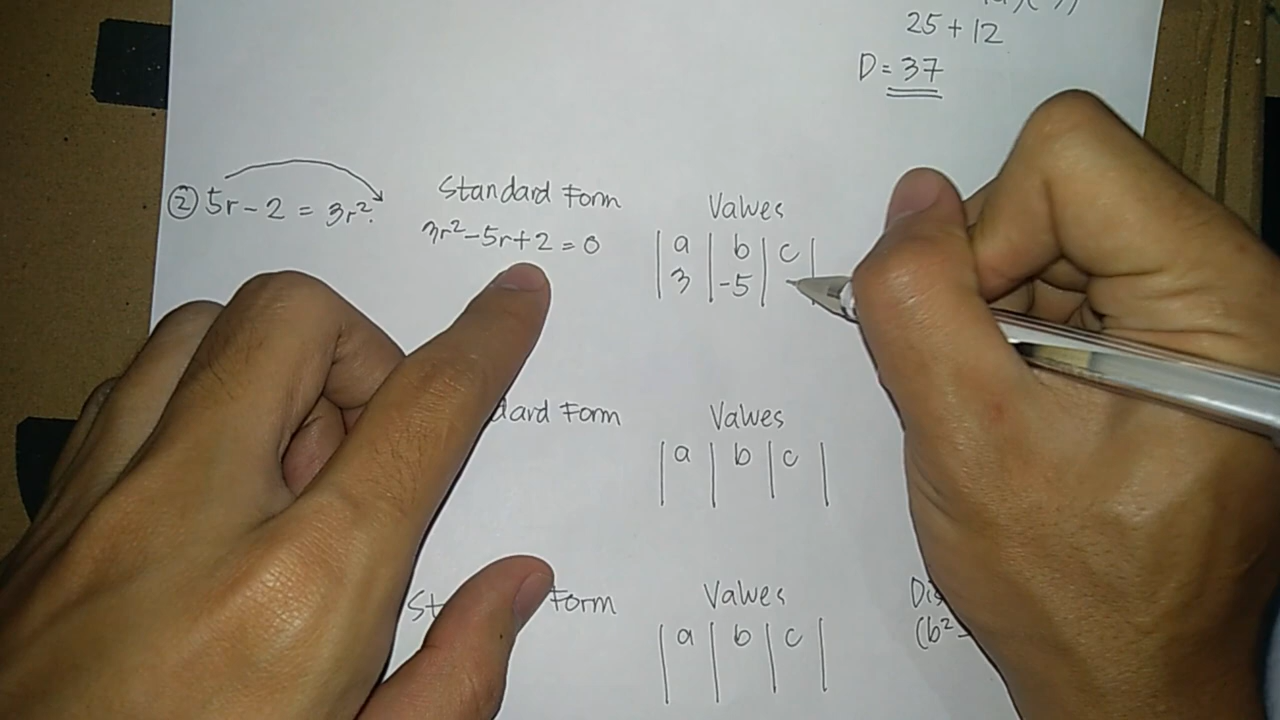 25 + 12
D = 37
② 5r - 2 = 3r²
Standard Form
3r² - 5r + 2 = 0
Values
a b c
3 -5
Form
Values
a b c
Form
Values
a b c
(b² -